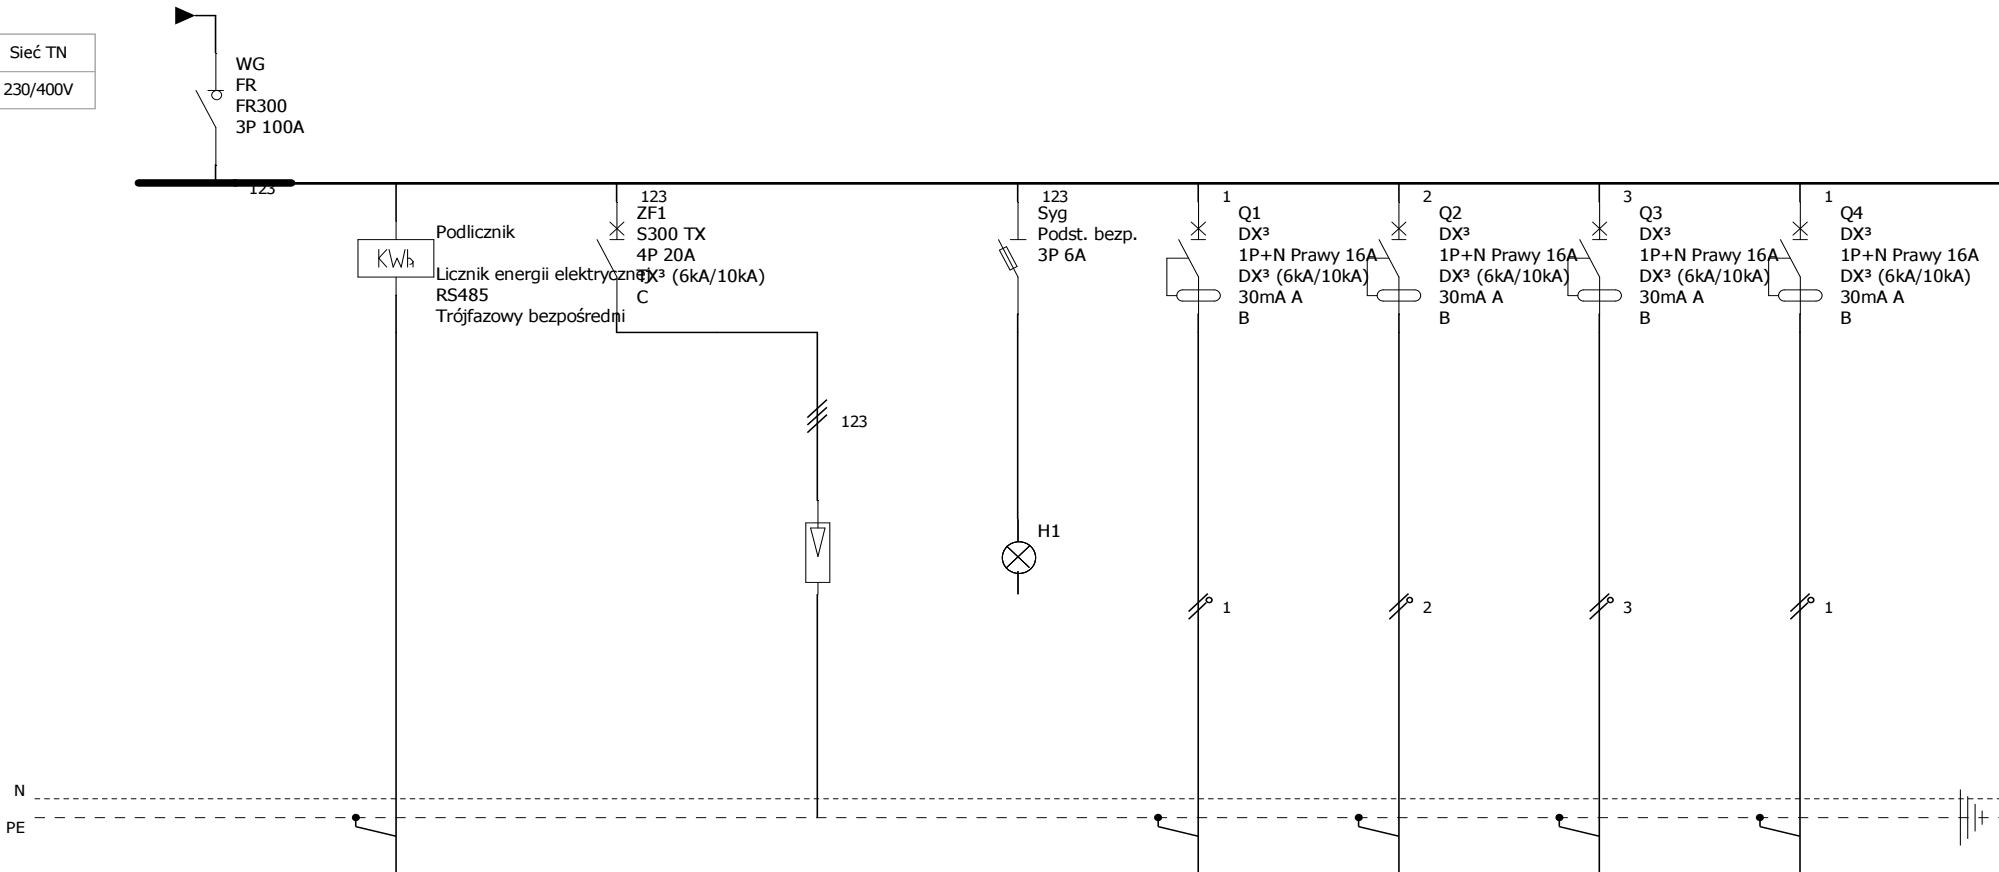 Sieć TN
230/400V
WG
FR
FR300
3P 100A
123
Podlicznik
Licznik energii elektrycznej
RS485
Trójfazowy bezpośredni
KWh
123
ZF1
S300 TX
4P 20A
TX³ (6kA/10kA)
C
123
123
Syg
Podst. bezp.
3P 6A
H1
1
Q1
DX³
1P+N Prawy 16A
DX³ (6kA/10kA)
30mA A
B
1
2
Q2
DX³
1P+N Prawy 16A
DX³ (6kA/10kA)
30mA A
B
2
3
Q3
DX³
1P+N Prawy 16A
DX³ (6kA/10kA)
30mA A
B
3
1
Q4
DX³
1P+N Prawy 16A
DX³ (6kA/10kA)
30mA A
B
1
N
PE